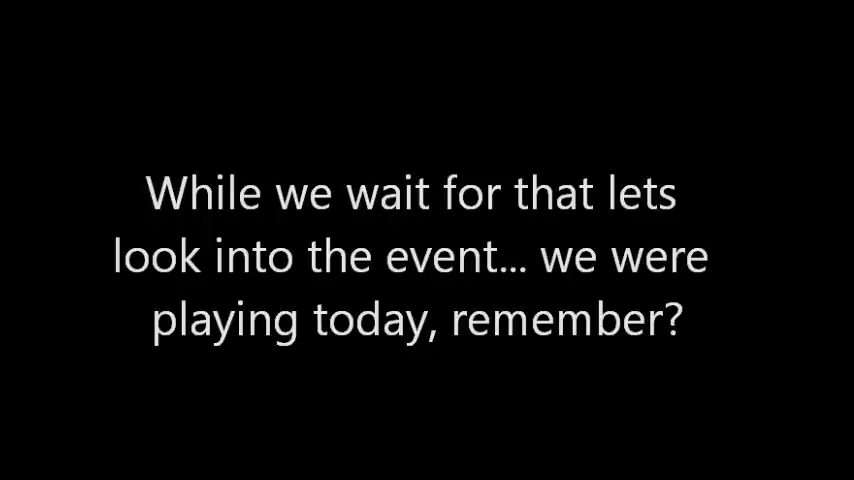 While we wait for that lets
look into the event... we were
playing today, remember?